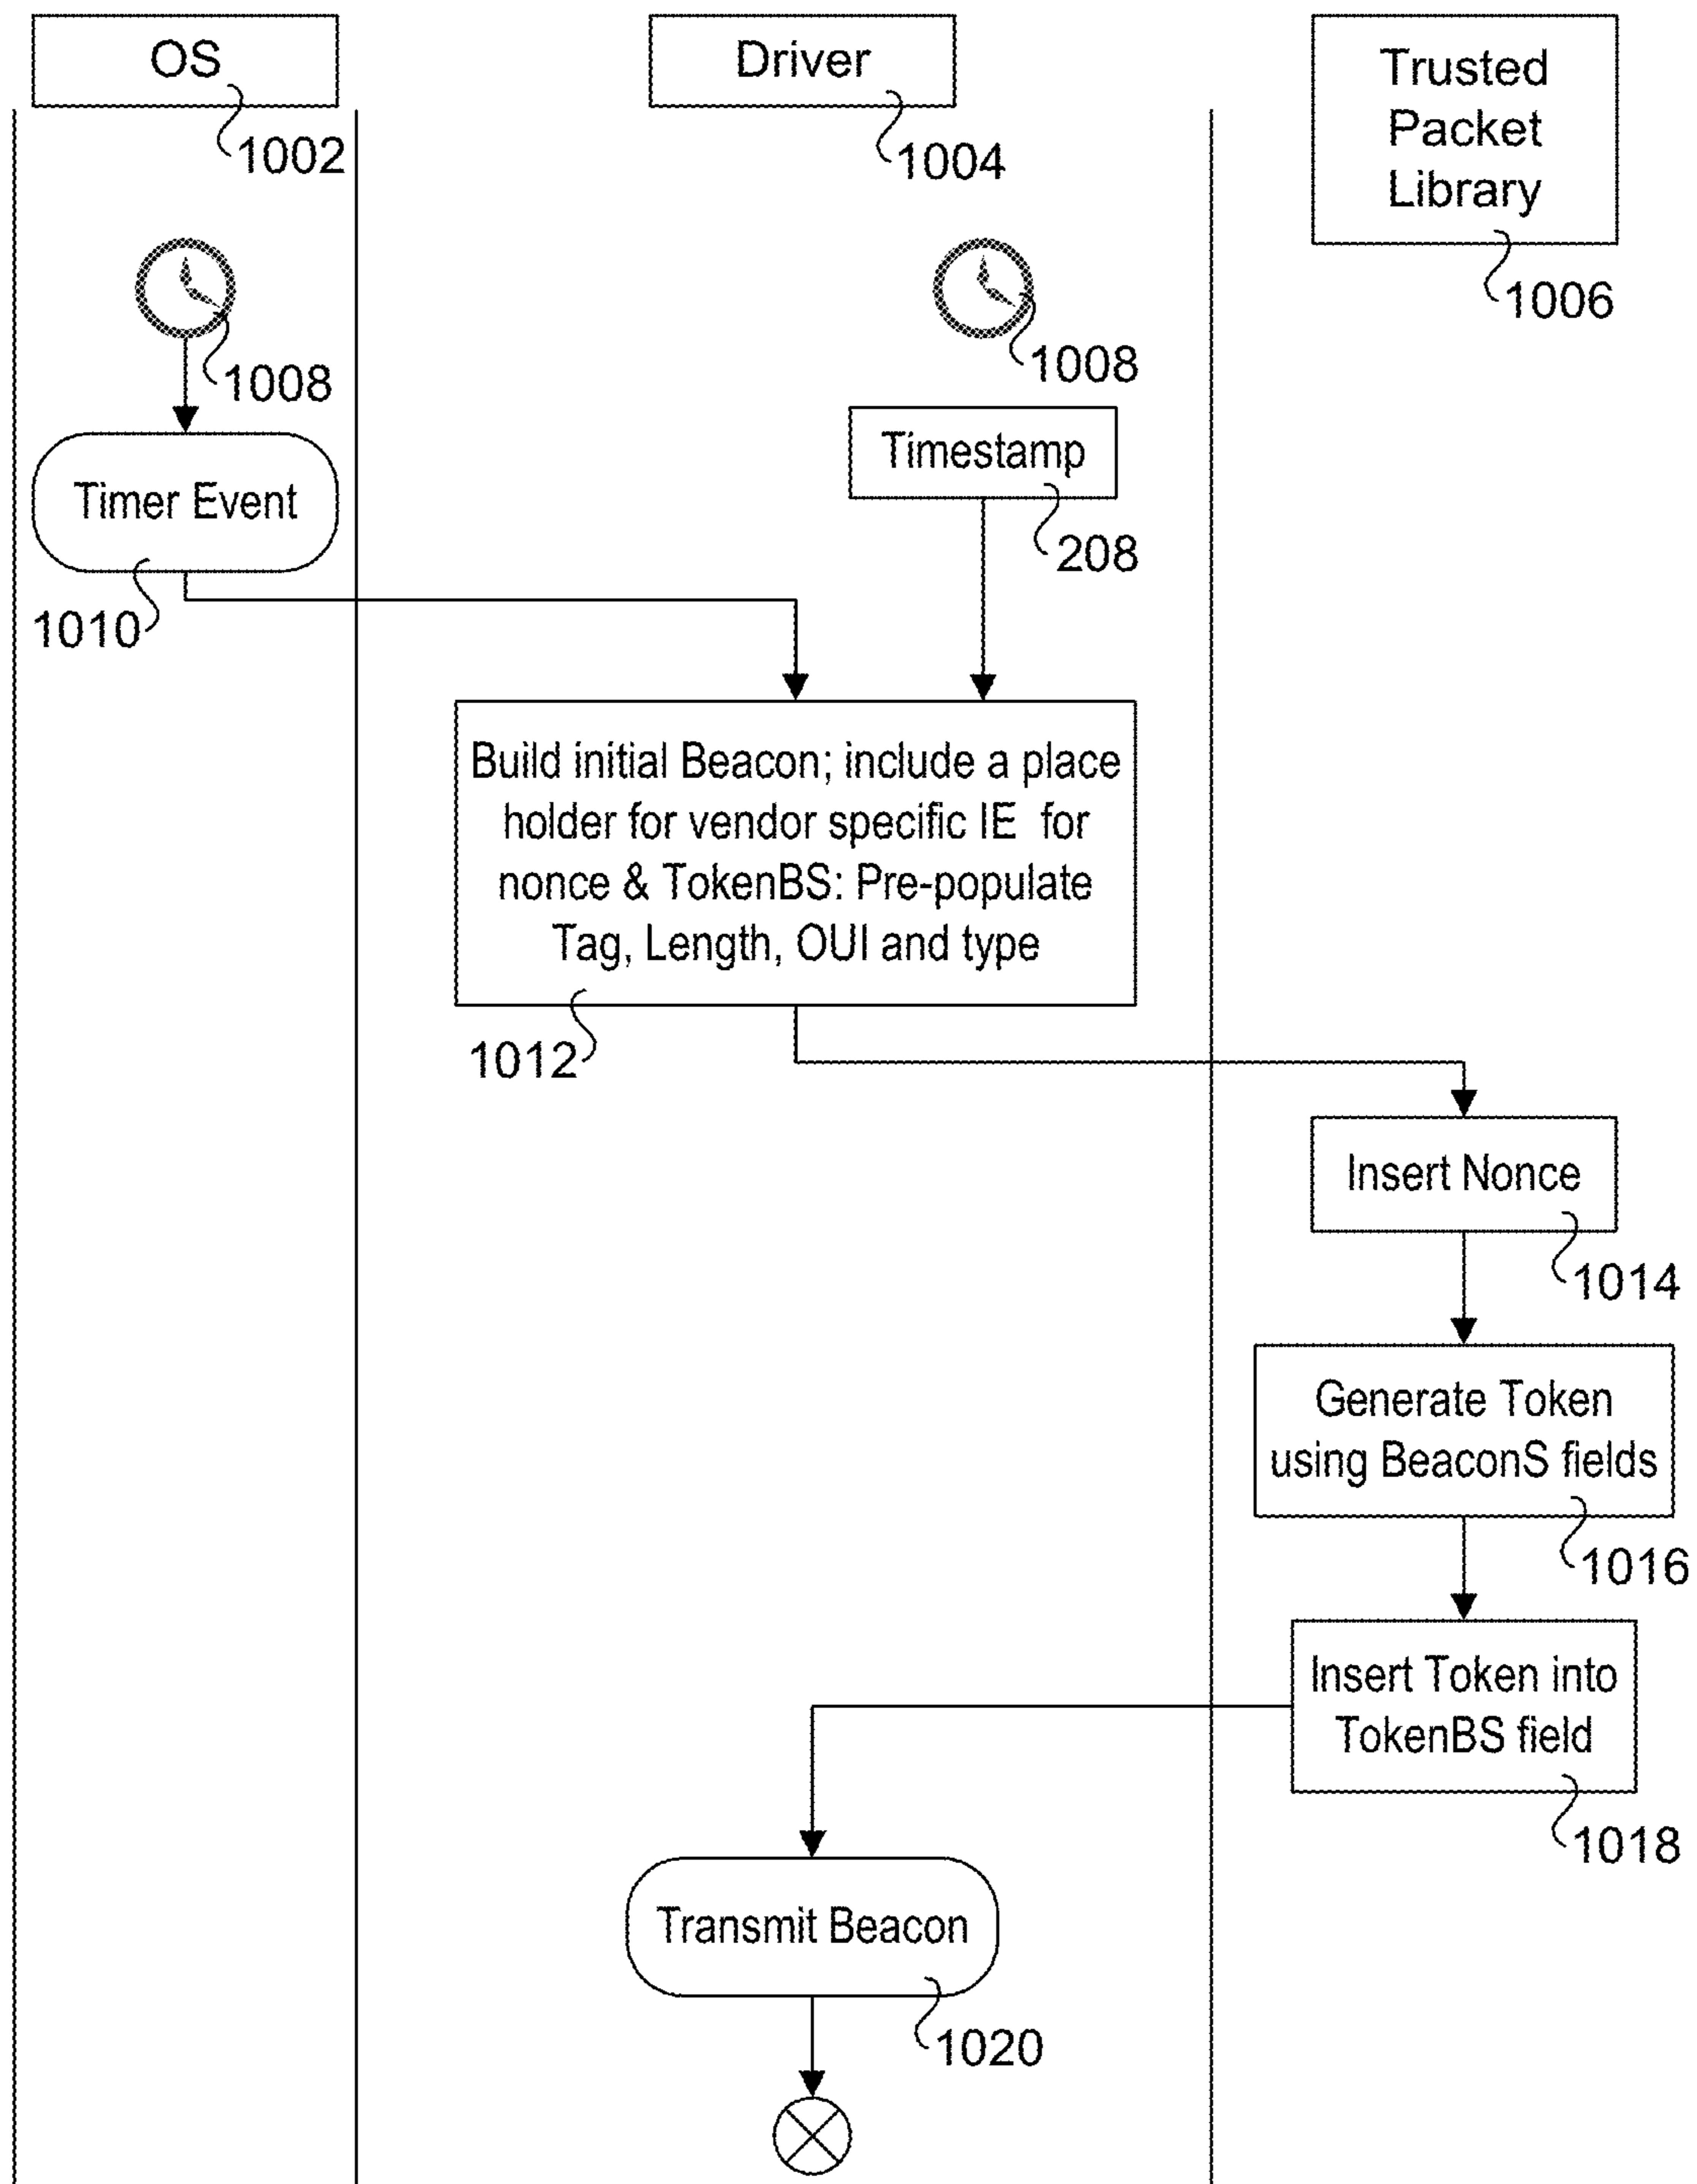 OS
1002
Driver
1004
Trusted
Packet
Library
1006
1008
1008
Timer Event
1010
Timestamp
208
Build initial Beacon; include a place
holder for vendor specific IE for
nonce & TokenBS: Pre-populate
Tag, Length, OUI and type
1012
Insert Nonce
1014
Generate Token
using BeaconS fields
1016
Insert Token into
TokenBS field
1018
Transmit Beacon
1020